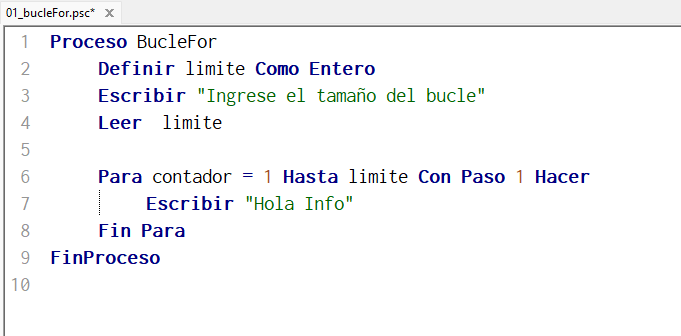 01_bucleFor.psc* X
1 Proceso BucleFor
2 Definir limite Como Entero
3 Escribir "Ingrese el tamaño del bucle"
4 Leer limite
5
6 Para contador = 1 Hasta limite Con Paso 1 Hacer
7 Escribir "Hola Info"
8 Fin Para
9 FinProceso
10